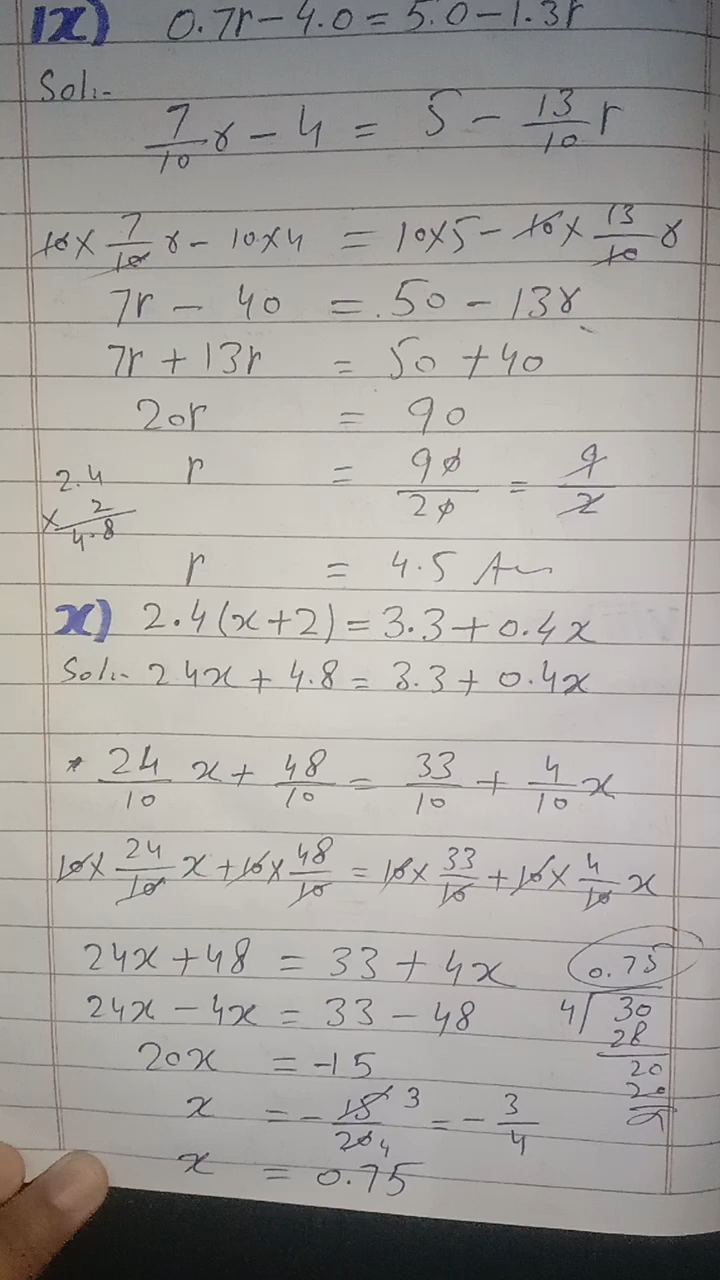 ix) 0.7r - 4.0 = 5.0 - 1.3r
Sol:-
7/10 r - 4 = 5 - 13/10 r
10 × 7/10 r - 10×4 = 10×5 - 10 × 13/10 r
7r - 40 = 50 - 13r
7r + 13r = 50 + 40
20r = 90
r = 90/20 = 9/2
2.4
× 2
4.8
r = 4.5 Ans
x) 2.4(x+2) = 3.3 + 0.4x
Sol:- 24x + 4.8 = 3.3 + 0.4x
24/10 x + 48/10 = 33/10 + 4/10 x
10 × 24/10 x + 10 × 48/10 = 10 × 33/10 + 10 × 4/10 x
24x + 48 = 33 + 4x
24x - 4x = 33 - 48
20x = -15
x = - 15 3/20 4 = - 3/4
x = 0.75
0.75
4) 30
28
20
20
0